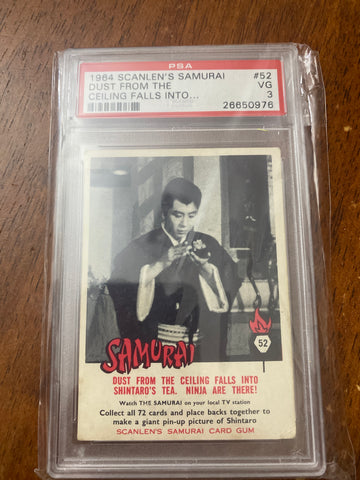 PSA
1964 SCANLEN'S SAMURAI #52
DUST FROM THE VG
CEILING FALLS INTO... 3
26650976
52
SAMURAI
DUST FROM THE CEILING FALLS INTO
SHINTARO'S TEA. NINJA ARE THERE!
Watch THE SAMURAI on your local TV station
Collect all 72 cards and place backs together to
make a giant pin-up picture of Shintaro
SCANLEN'S SAMURAI CARD GUM